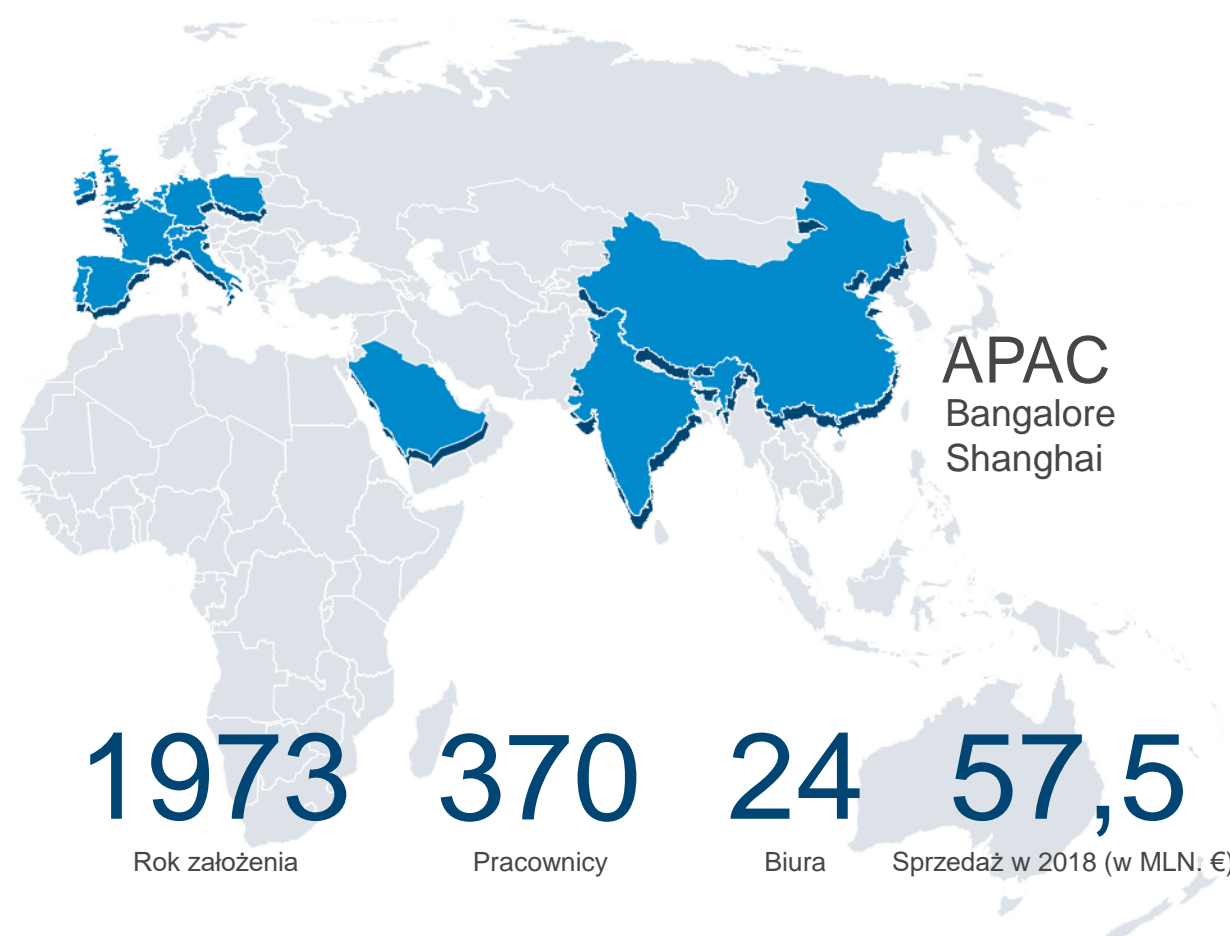 APAC
Bangalore
Shanghai
1973
370
24
57,5
Rok założenia
Pracownicy
Biura
Sprzedaż w 2018 (w MLN. €)